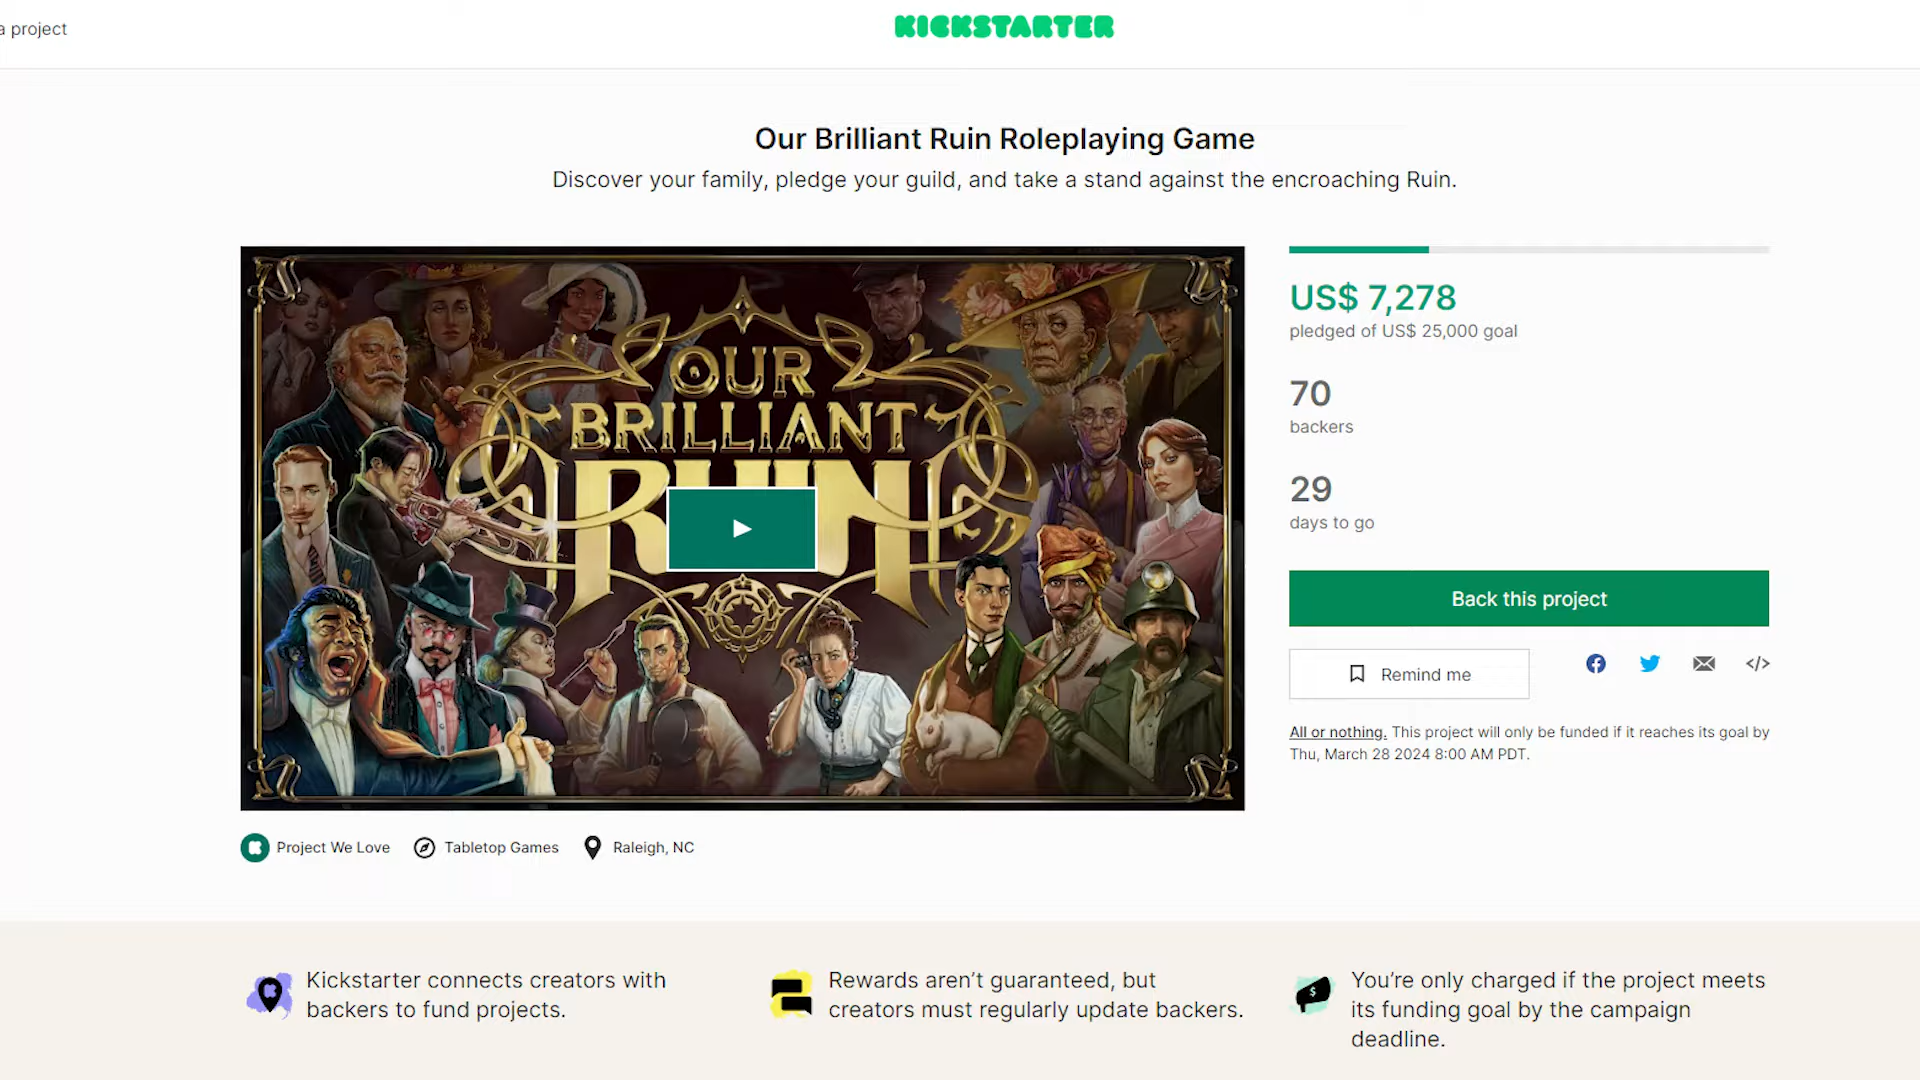 a project
KICKSTARTER
Our Brilliant Ruin Roleplaying Game
Discover your family, pledge your guild, and take a stand against the encroaching Ruin.
OUR
BRILLIANT
RUIN
US$ 7,278
pledged of US$ 25,000 goal
70
backers
29
days to go
Back this project
Remind me
</>
All or nothing. This project will only be funded if it reaches its goal by
Thu, March 28 2024 8:00 AM PDT.
Project We Love
Tabletop Games
Raleigh, NC
Kickstarter connects creators with
backers to fund projects.
Rewards aren’t guaranteed, but
creators must regularly update backers.
You’re only charged if the project meets
its funding goal by the campaign
deadline.